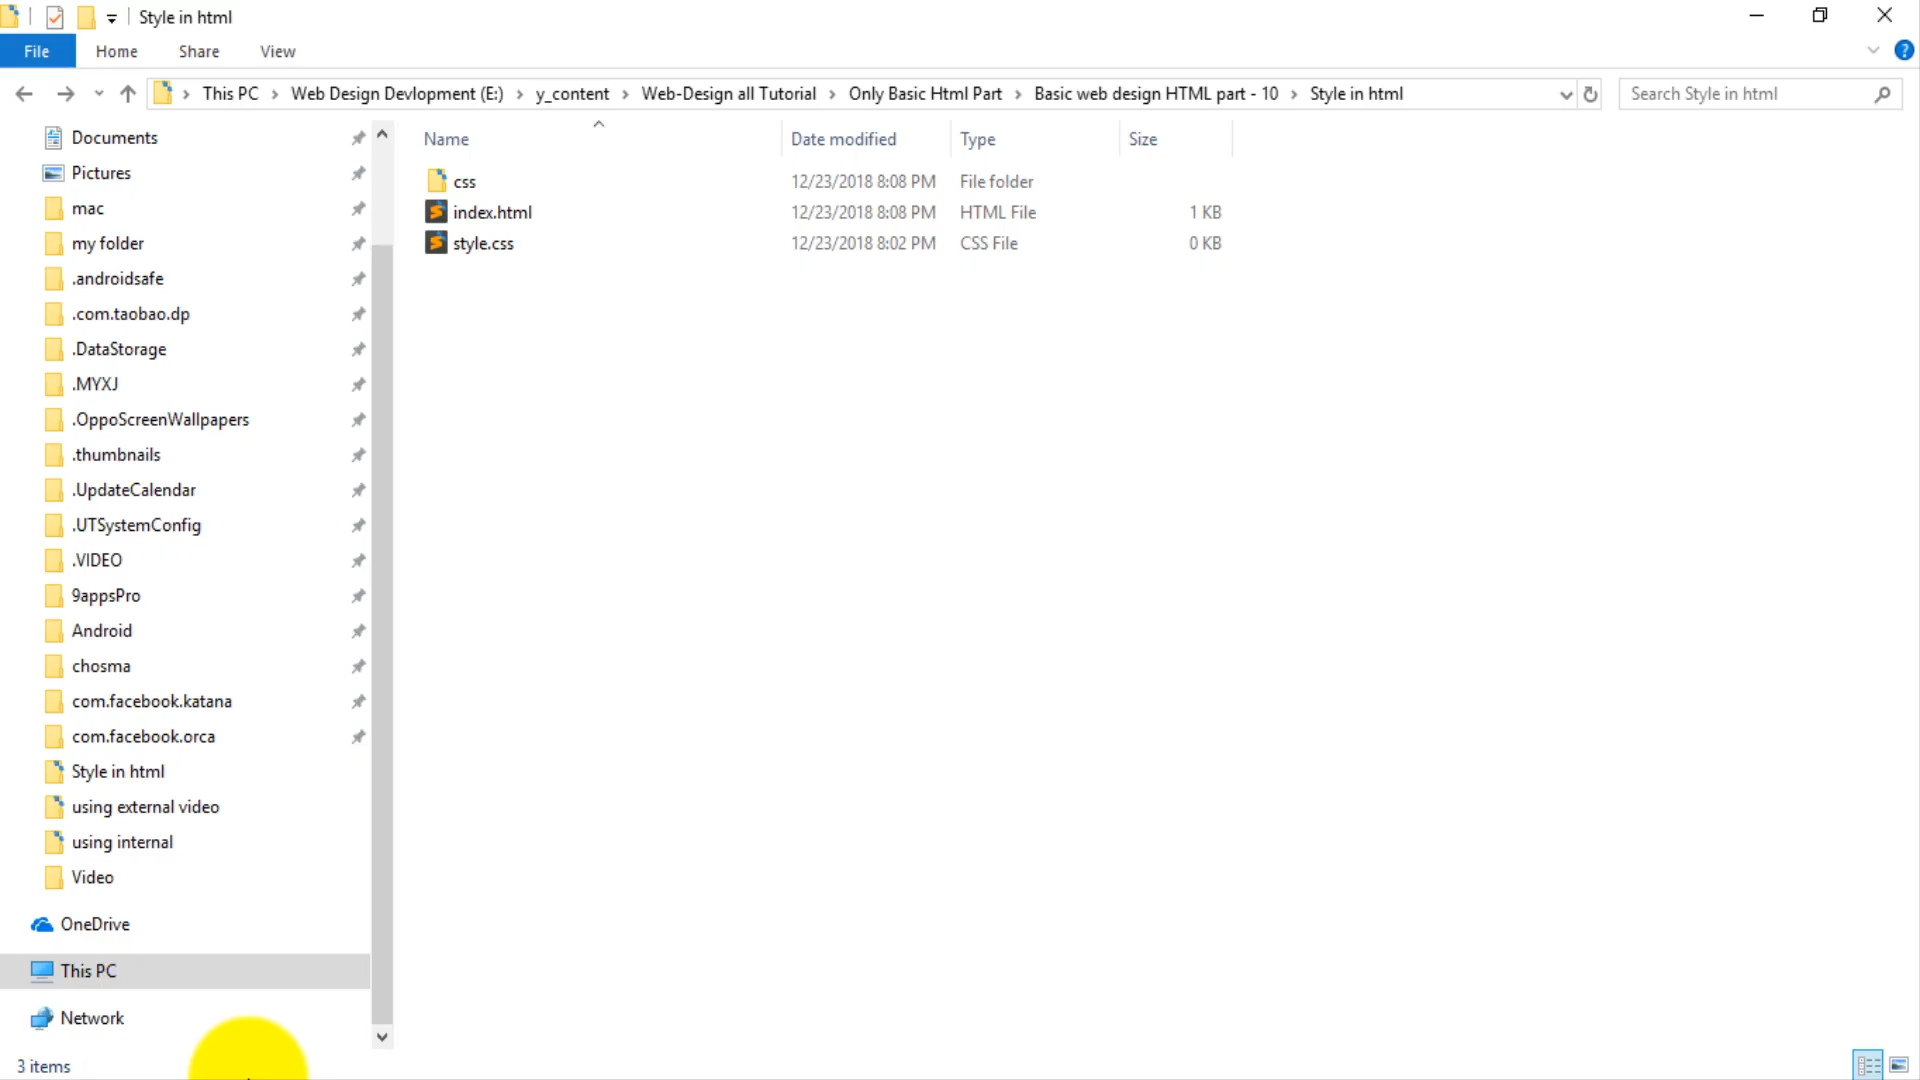 Style in html
File Home Share View
This PC Web Design Devlopment (E:) y_content Web-Design all Tutorial Only Basic Html Part Basic web design HTML part - 10 Style in html Search Style in html
Name Date modified Type Size
css 12/23/2018 8:08 PM File folder
index.html 12/23/2018 8:08 PM HTML File 1 KB
style.css 12/23/2018 8:02 PM CSS File 0 KB
Documents
Pictures
mac
my folder
.androidsafe
.com.taobao.dp
.DataStorage
.MYXJ
.OppoScreenWallpapers
.thumbnails
.UpdateCalendar
.UTSystemConfig
.VIDEO
9appsPro
Android
chosma
com.facebook.katana
com.facebook.orca
Style in html
using external video
using internal
Video
OneDrive
This PC
Network
3 items